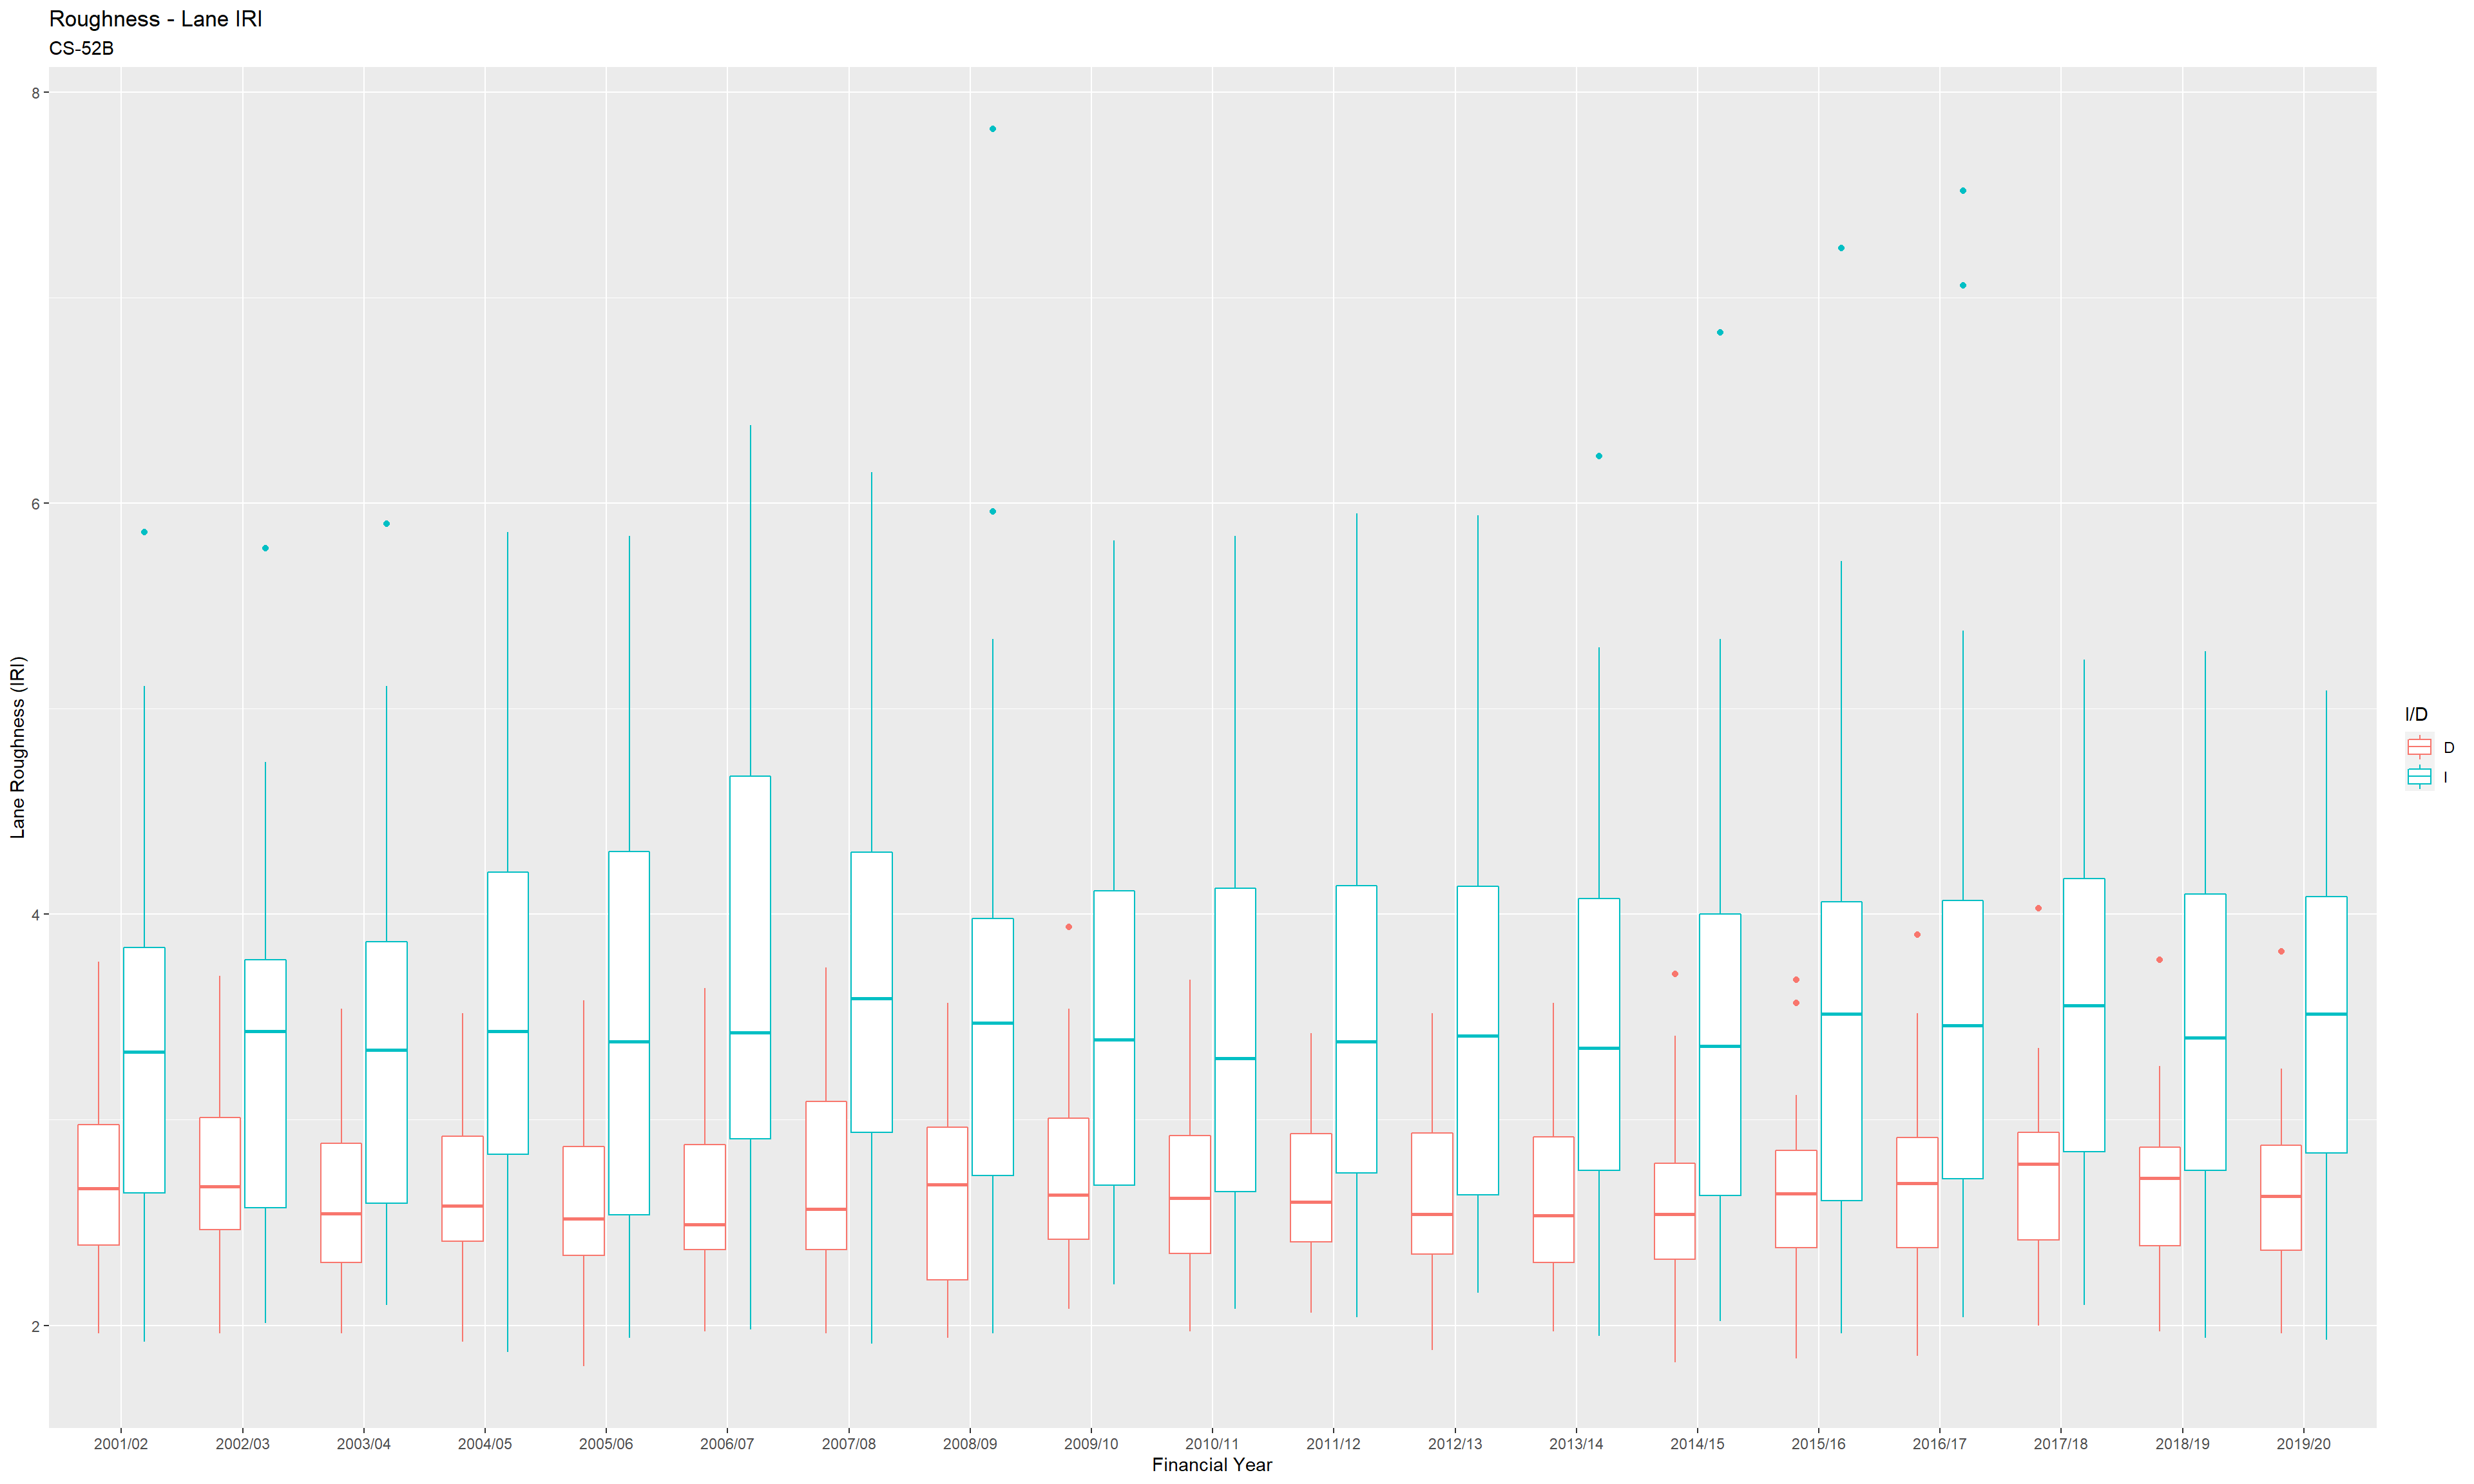 Roughness - Lane IRI
CS-52B
8
6
4
2
Lane Roughness (IRI)
2001/02 2002/03 2003/04 2004/05 2005/06 2006/07 2007/08 2008/09 2009/10 2010/11 2011/12 2012/13 2013/14 2014/15 2015/16 2016/17 2017/18 2018/19 2019/20
Financial Year
I/D
D
I